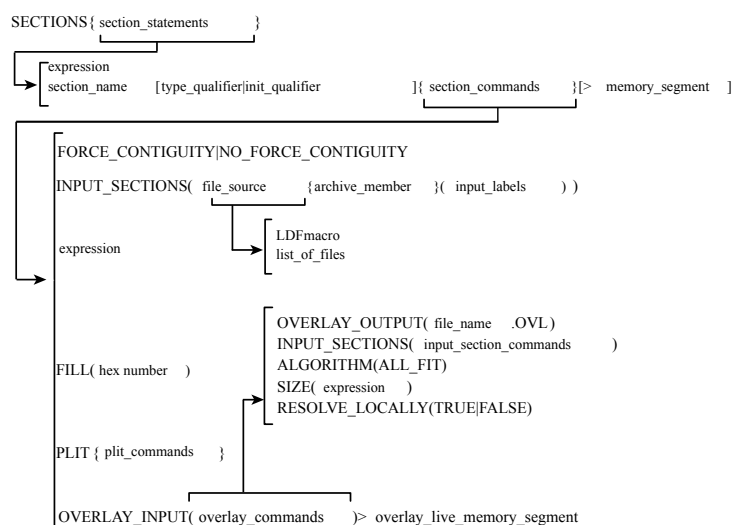 SECTIONS{ section_statements }
expression
section_name [type_qualifier|init_qualifier ]{ section_commands }[> memory_segment ]
FORCE_CONTIGUITY|NO_FORCE_CONTIGUITY
INPUT_SECTIONS( file_source {archive_member }( input_labels ) )
LDFmacro
expression
list_of_files
OVERLAY_OUTPUT( file_name .OVL )
INPUT_SECTIONS( input_section_commands )
FILL( hex number )
ALGORITHM(ALL_FIT)
SIZE( expression )
RESOLVE_LOCALLY(TRUE|FALSE)
PLIT { plit_commands }
OVERLAY_INPUT( overlay_commands )> overlay_live_memory_segment